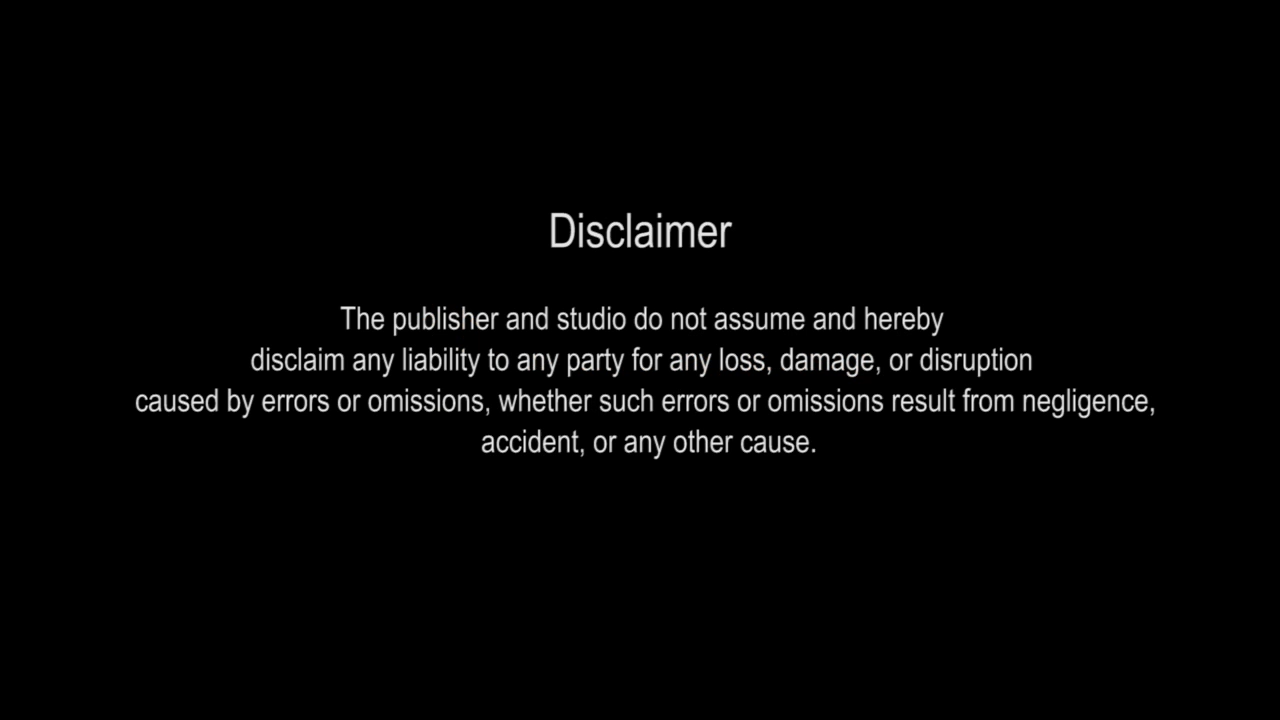 Disclaimer
The publisher and studio do not assume and hereby
disclaim any liability to any party for any loss, damage, or disruption
caused by errors or omissions, whether such errors or omissions result from negligence,
accident, or any other cause.